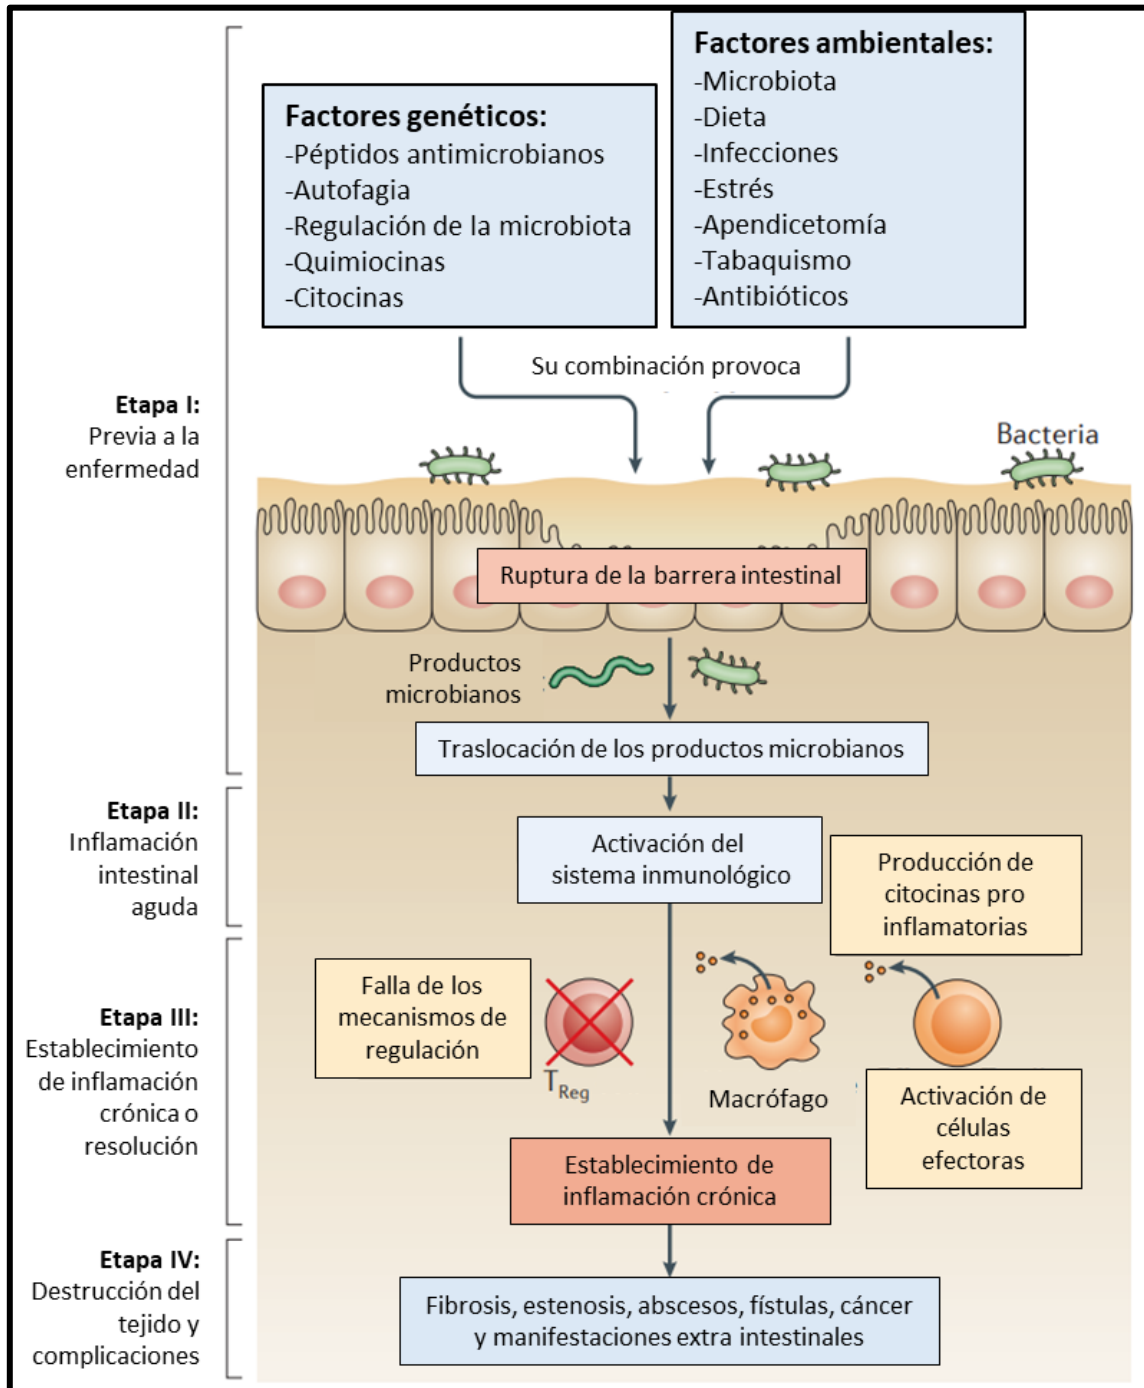 Factores genéticos:
-Péptidos antimicrobianos
-Autofagia
-Regulación de la microbiota
-Quimiocinas
-Citocinas
Factores ambientales:
-Microbiota
-Dieta
-Infecciones
-Estrés
-Apendicetomía
-Tabaquismo
-Antibióticos
Su combinación provoca
Etapa I:
Previa a la
enfermedad
Bacteria
Ruptura de la barrera intestinal
Productos
microbianos
Traslocación de los productos microbianos
Etapa II:
Inflamación
intestinal
aguda
Activación del
sistema inmunológico
Producción de
citocinas pro
inflamatorias
Etapa III:
Establecimiento
de inflamación
crónica o
resolución
Falla de los
mecanismos de
regulación
TReg
Macrófago
Activación de
células
efectoras
Establecimiento de
inflamación crónica
Etapa IV:
Destrucción del
tejido y
complicaciones
Fibrosis, estenosis, abscesos, fístulas, cáncer
y manifestaciones extra intestinales